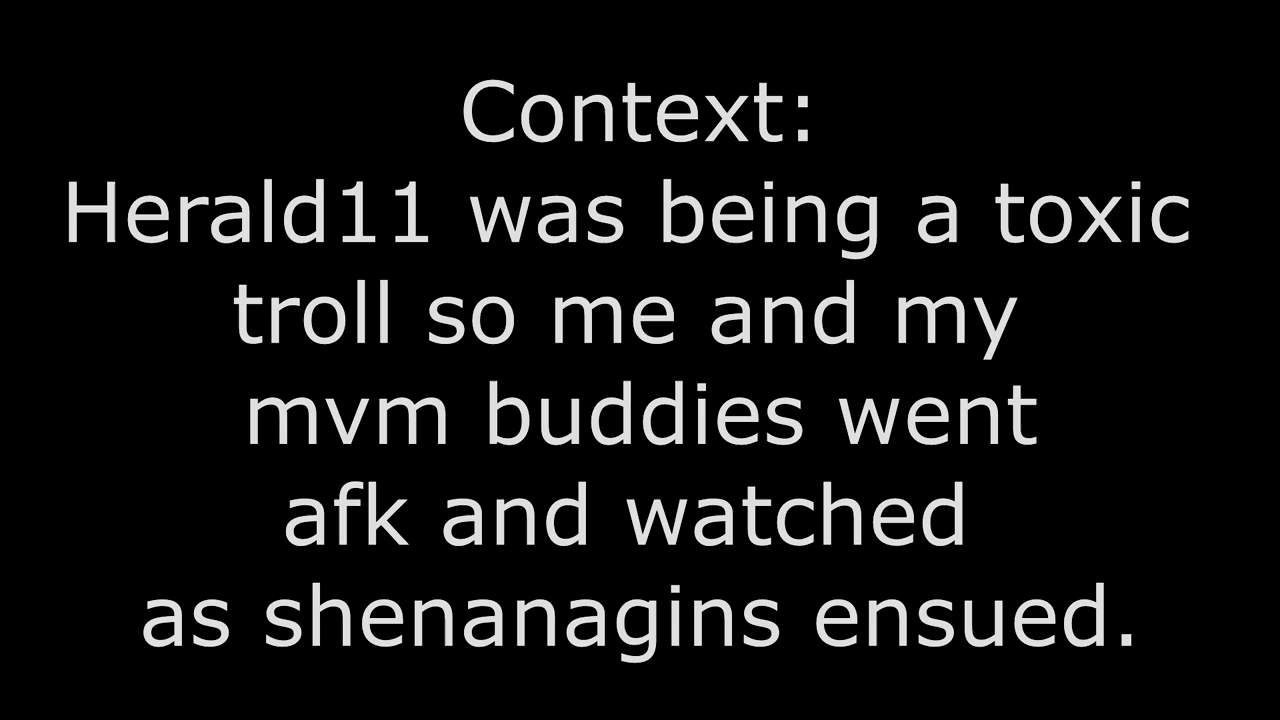 Context:
Herald11 was being a toxic
troll so me and my
mvm buddies went
afk and watched
as shenanagins ensued.